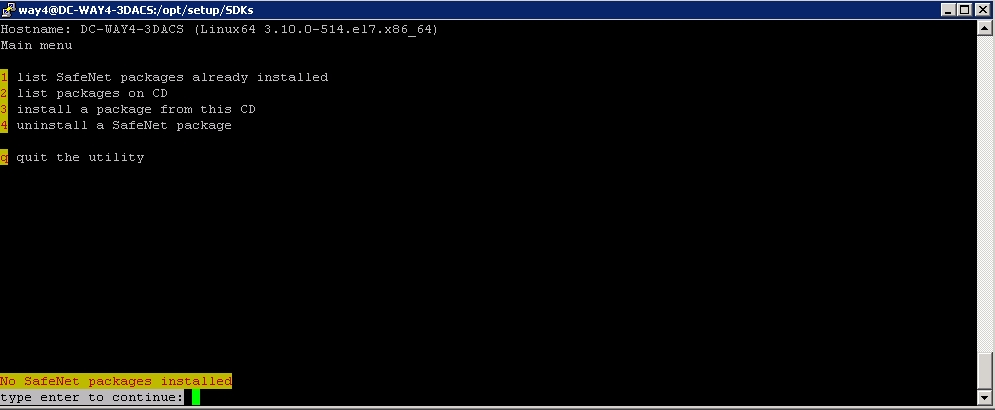 way4@DC-WAY4-3DACS:/opt/setup/SDKs
Hostname: DC-WAY4-3DACS (Linux64 3.10.0-514.el7.x86_64)
Main menu
1 list SafeNet packages already installed
2 list packages on CD
3 install a package from this CD
4 uninstall a SafeNet package
q quit the utility
No SafeNet packages installed
type enter to continue: